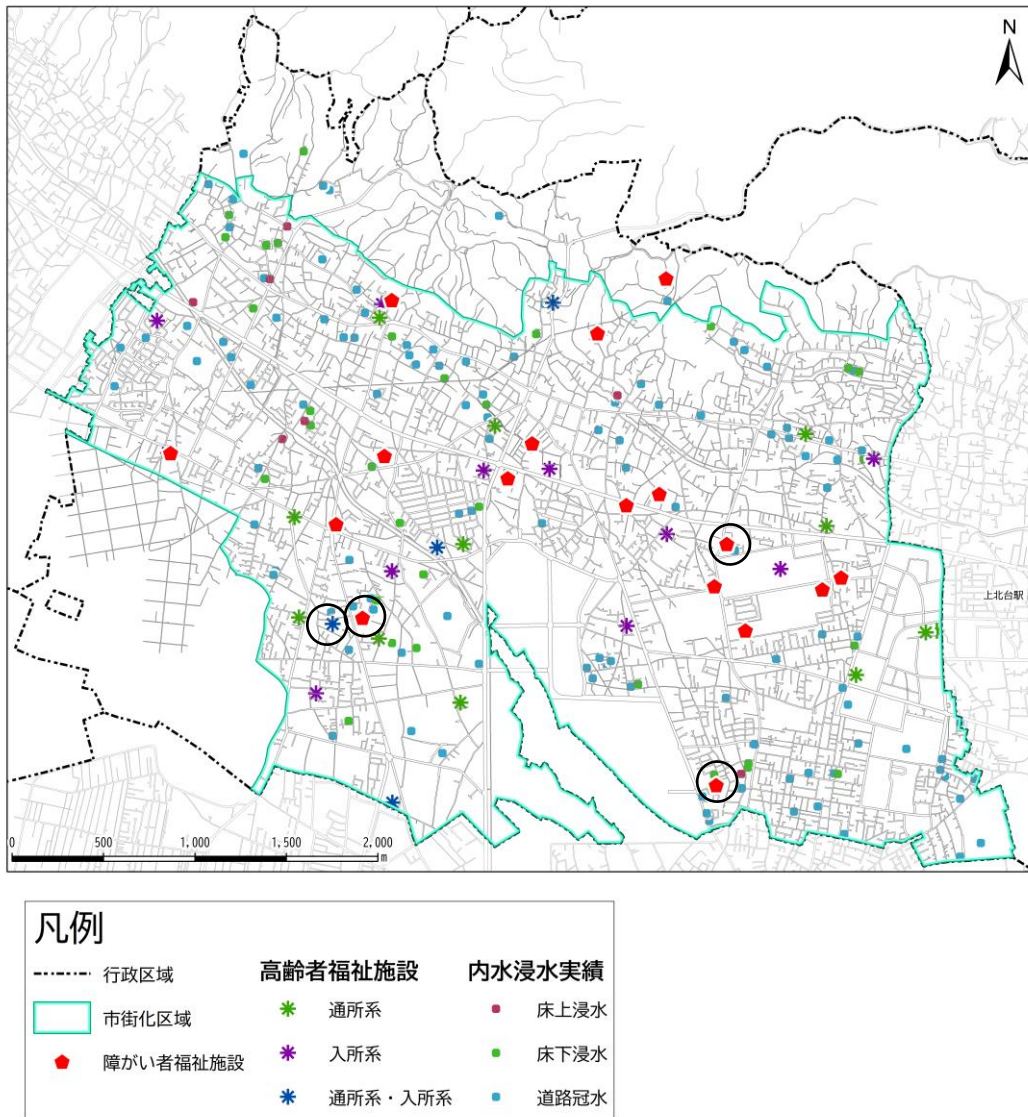 N
上北台駅
0 500 1,000 1,500 2,000
m
凡例
行政区域
市街化区域
障がい者福祉施設
高齢者福祉施設
通所系
入所系
通所系・入所系
内水浸水実績
床上浸水
床下浸水
道路冠水